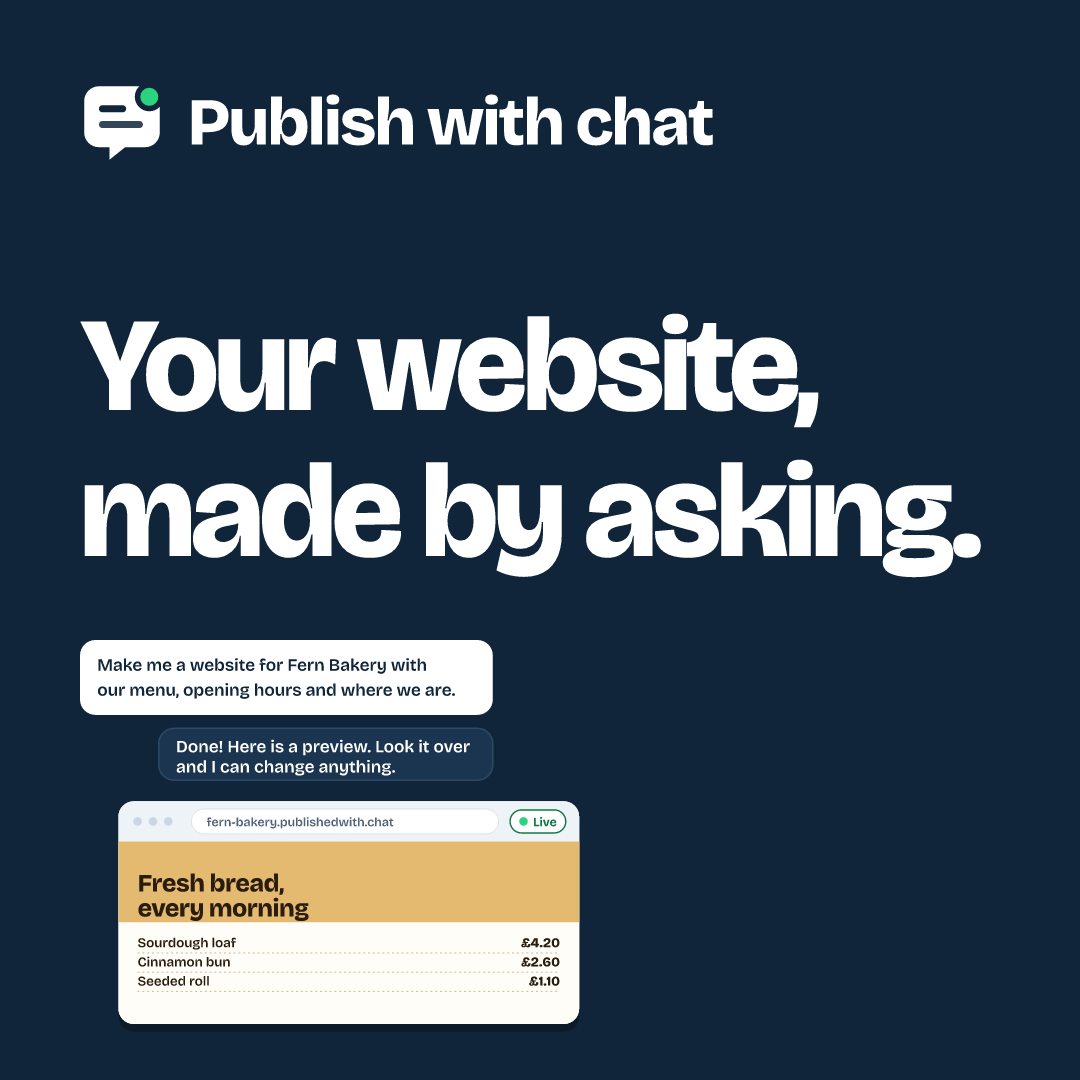 Publish with chat
Your website,
made by asking.
Make me a website for Fern Bakery with
our menu, opening hours and where we are.
Done! Here is a preview. Look it over
and I can change anything.
fern-bakery.publishedwith.chat
Live
Fresh bread,
every morning
Sourdough loaf £4.20
Cinnamon bun £2.60
Seeded roll £1.10